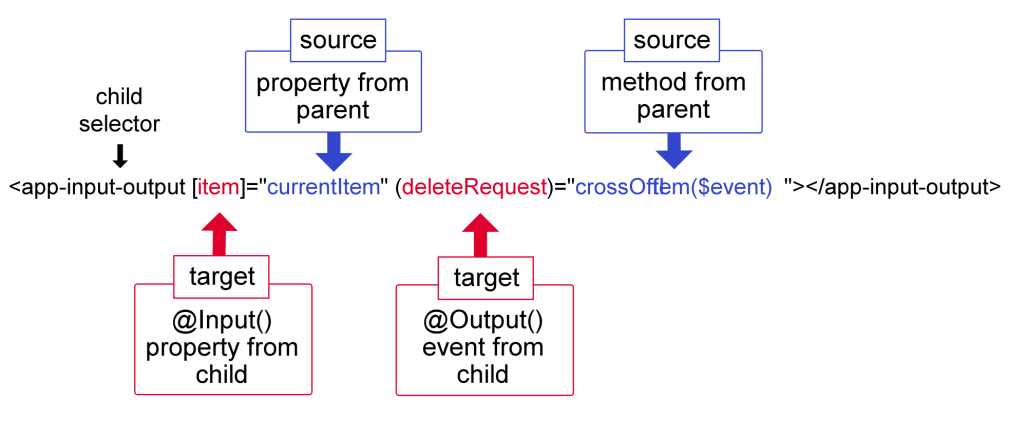 source
property from
parent
source
method from
parent
child
selector
<app-input-output [item]="currentItem" (deleteRequest)="crossOffItem($event) "></app-input-output>
target
@Input()
property from
child
target
@Output()
event from
child